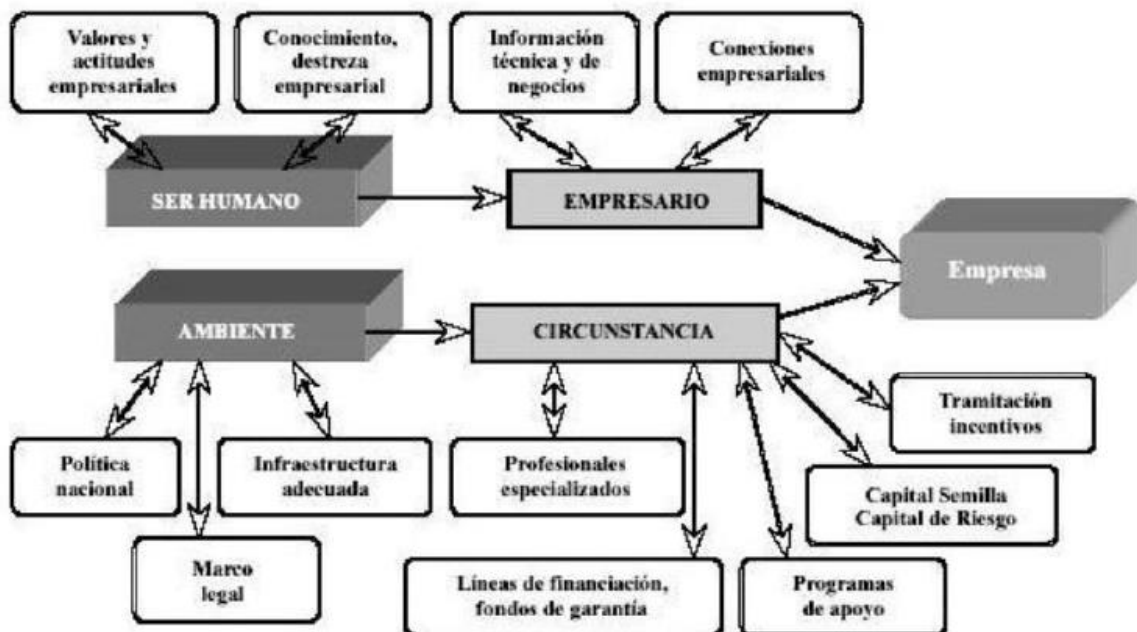 Valores y
actitudes
empresariales
Conocimiento,
destreza
empresarial
Información
técnica y de
negocios
Conexiones
empresariales
SER HUMANO
EMPRESARIO
Empresa
AMBIENTE
CIRCUNSTANCIA
Tramitación
incentivos
Política
nacional
Infraestructura
adecuada
Profesionales
especializados
Capital Semilla
Capital de Riesgo
Marco
legal
Líneas de financiación,
fondos de garantía
Programas
de apoyo